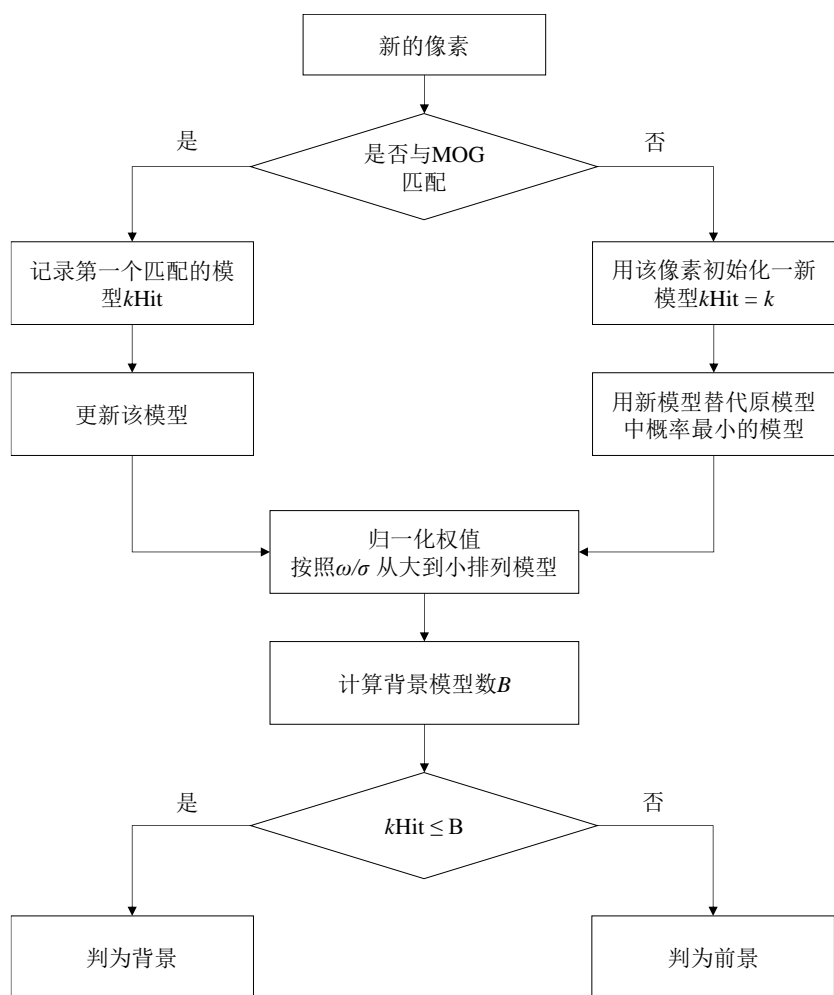 新的像素
是否与MOG
匹配
是
否
记录第一个匹配的模
型kHit
用该像素初始化一新
模型kHit = k
更新该模型
用新模型替代原模型
中概率最小的模型
归一化权值
按照ω/σ 从大到小排列模型
计算背景模型数B
是
否
kHit ≤ B
判为背景
判为前景